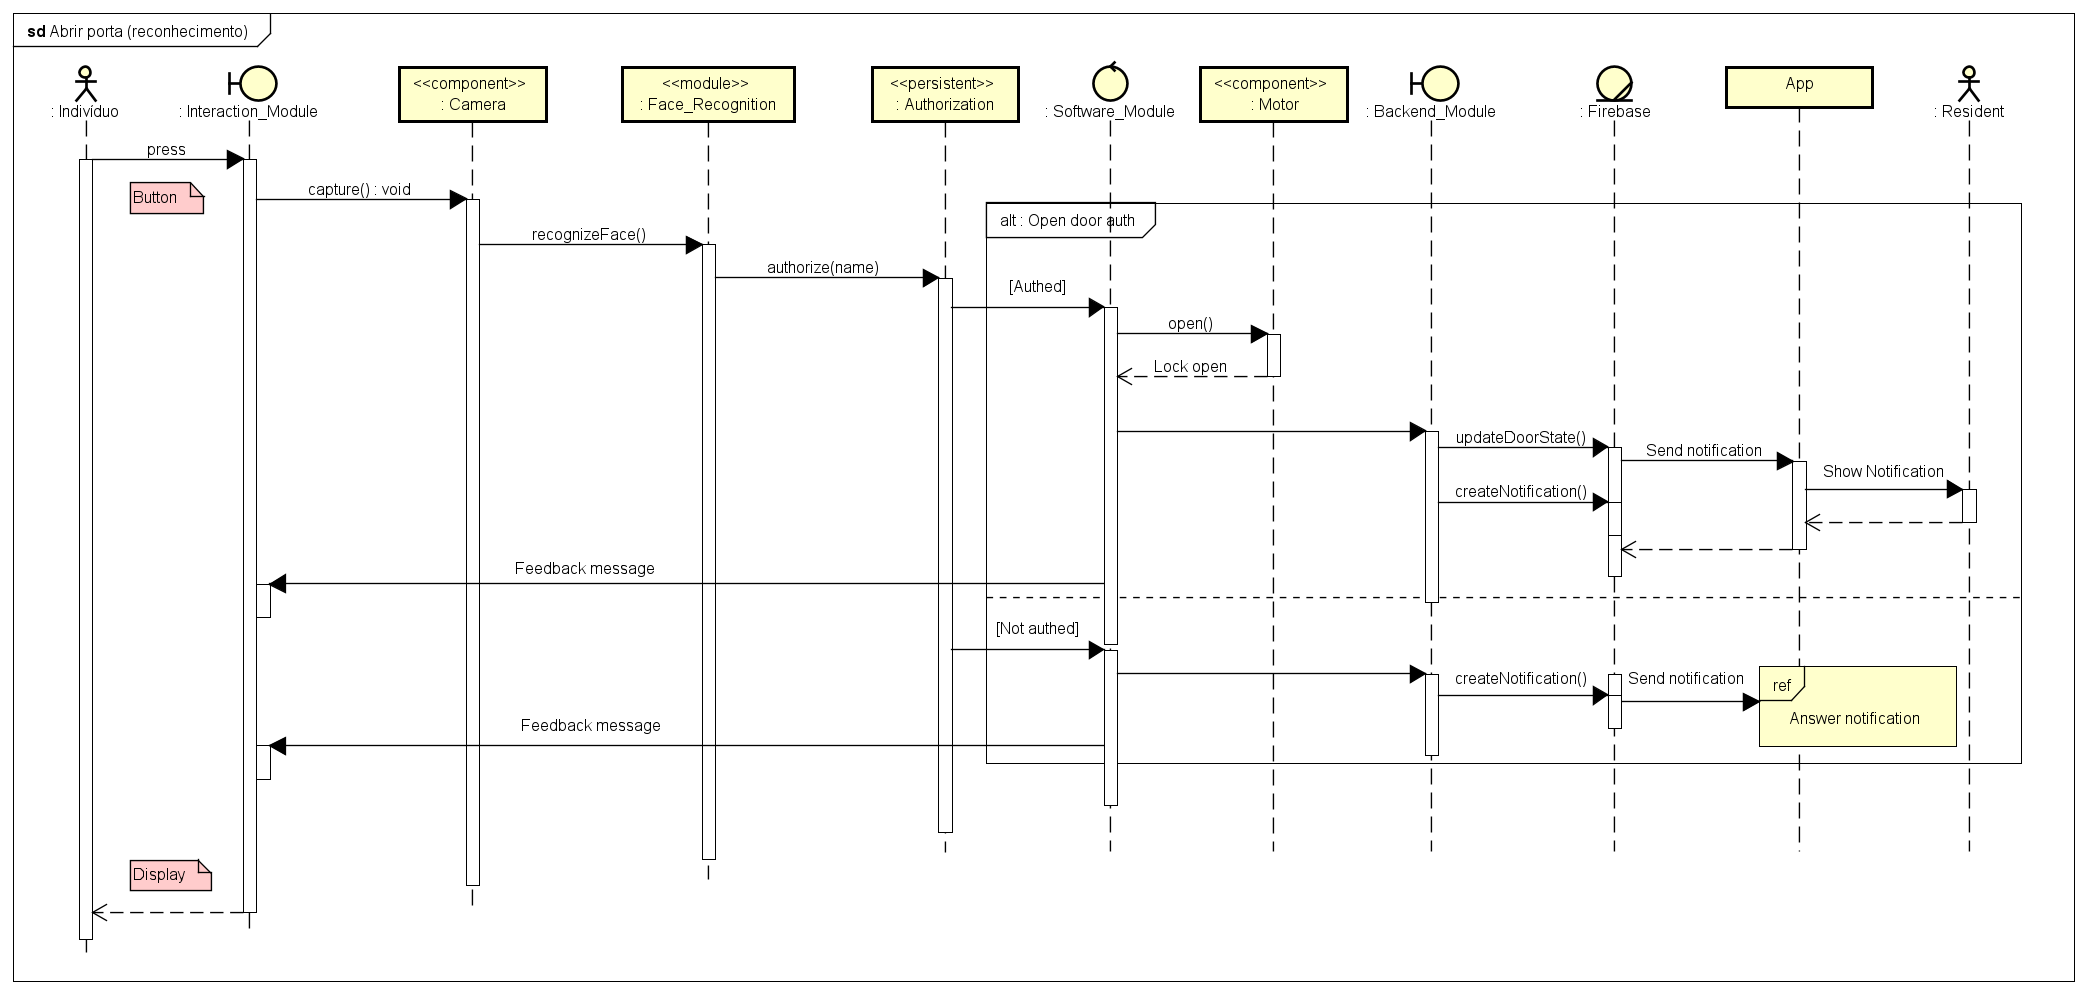 sd Abrir porta (reconhecimento)
: Indivíduo
: Interaction_Module
<<component>>
: Camera
<<module>>
: Face_Recognition
<<persistent>>
: Authorization
: Software_Module
<<component>>
: Motor
: Backend_Module
: Firebase
App
: Resident
press
Button
capture() : void
alt : Open door auth
recognizeFace()
authorize(name)
[Authed]
open()
Lock open
updateDoorState()
Send notification
Show Notification
createNotification()
Feedback message
[Not authed]
createNotification()
Send notification
ref
Answer notification
Feedback message
Display